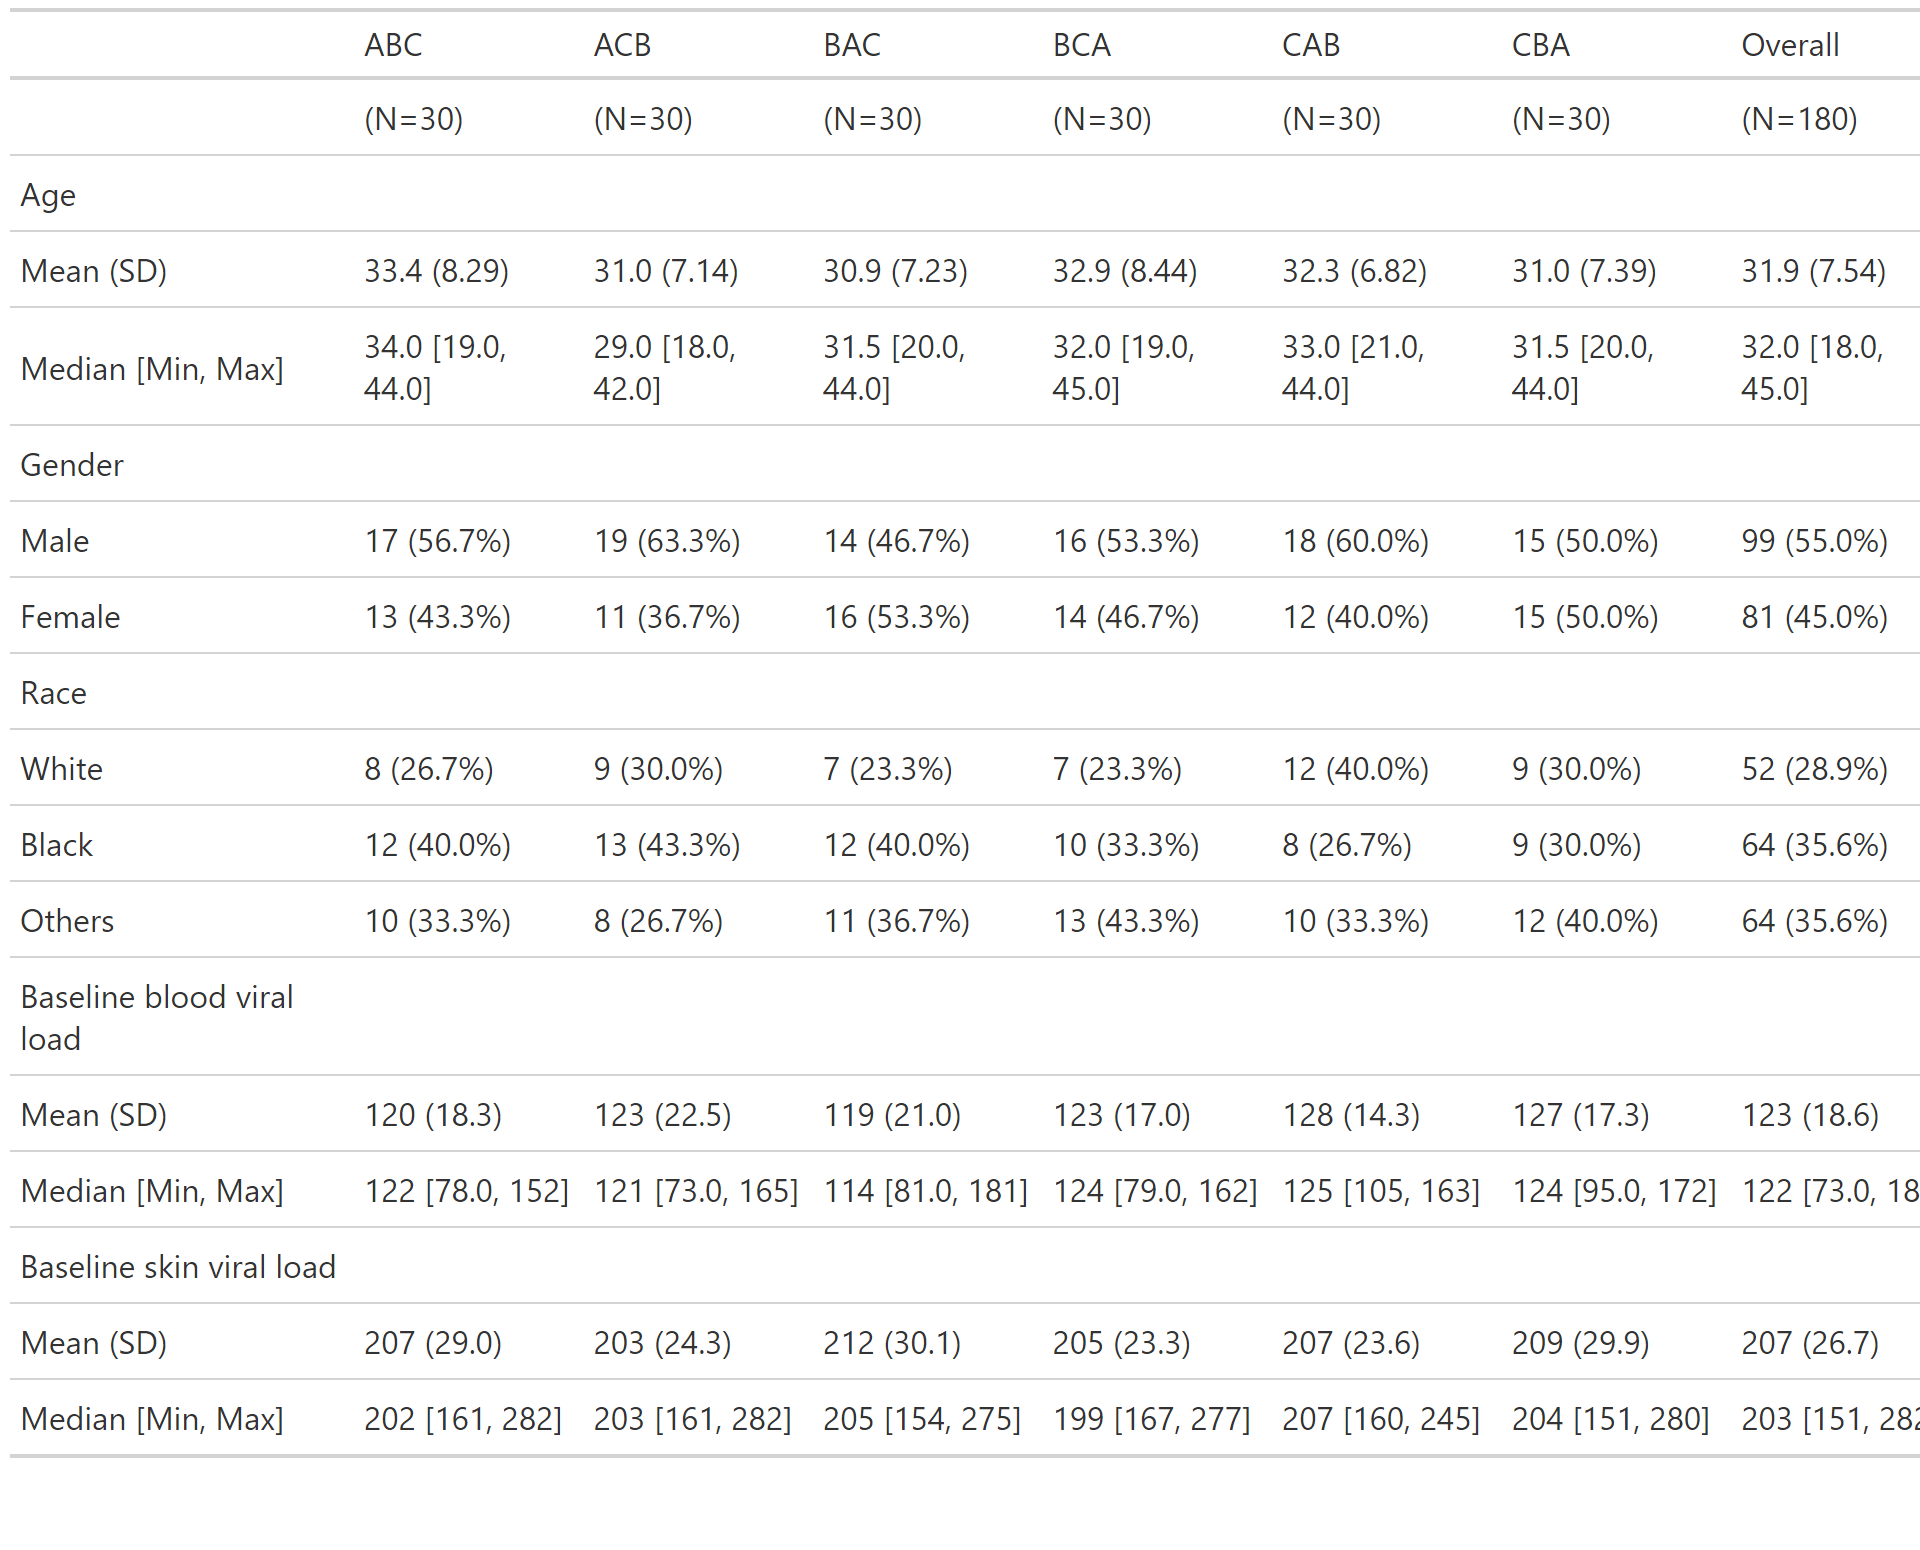 ABC ACB BAC BCA CAB CBA Overall
(N=30) (N=30) (N=30) (N=30) (N=30) (N=30) (N=180)
Age
Mean (SD) 33.4 (8.29) 31.0 (7.14) 30.9 (7.23) 32.9 (8.44) 32.3 (6.82) 31.0 (7.39) 31.9 (7.54)
Median [Min, Max] 34.0 [19.0, 44.0] 29.0 [18.0, 42.0] 31.5 [20.0, 44.0] 32.0 [19.0, 45.0] 33.0 [21.0, 44.0] 31.5 [20.0, 44.0] 32.0 [18.0, 45.0]
Gender
Male 17 (56.7%) 19 (63.3%) 14 (46.7%) 16 (53.3%) 18 (60.0%) 15 (50.0%) 99 (55.0%)
Female 13 (43.3%) 11 (36.7%) 16 (53.3%) 14 (46.7%) 12 (40.0%) 15 (50.0%) 81 (45.0%)
Race
White 8 (26.7%) 9 (30.0%) 7 (23.3%) 7 (23.3%) 12 (40.0%) 9 (30.0%) 52 (28.9%)
Black 12 (40.0%) 13 (43.3%) 12 (40.0%) 10 (33.3%) 8 (26.7%) 9 (30.0%) 64 (35.6%)
Others 10 (33.3%) 8 (26.7%) 11 (36.7%) 13 (43.3%) 10 (33.3%) 12 (40.0%) 64 (35.6%)
Baseline blood viral
load
Mean (SD) 120 (18.3) 123 (22.5) 119 (21.0) 123 (17.0) 128 (14.3) 127 (17.3) 123 (18.6)
Median [Min, Max] 122 [78.0, 152] 121 [73.0, 165] 114 [81.0, 181] 124 [79.0, 162] 125 [105, 163] 124 [95.0, 172] 122 [73.0, 18
Baseline skin viral load
Mean (SD) 207 (29.0) 203 (24.3) 212 (30.1) 205 (23.3) 207 (23.6) 209 (29.9) 207 (26.7)
Median [Min, Max] 202 [161, 282] 203 [161, 282] 205 [154, 275] 199 [167, 277] 207 [160, 245] 204 [151, 280] 203 [151, 282